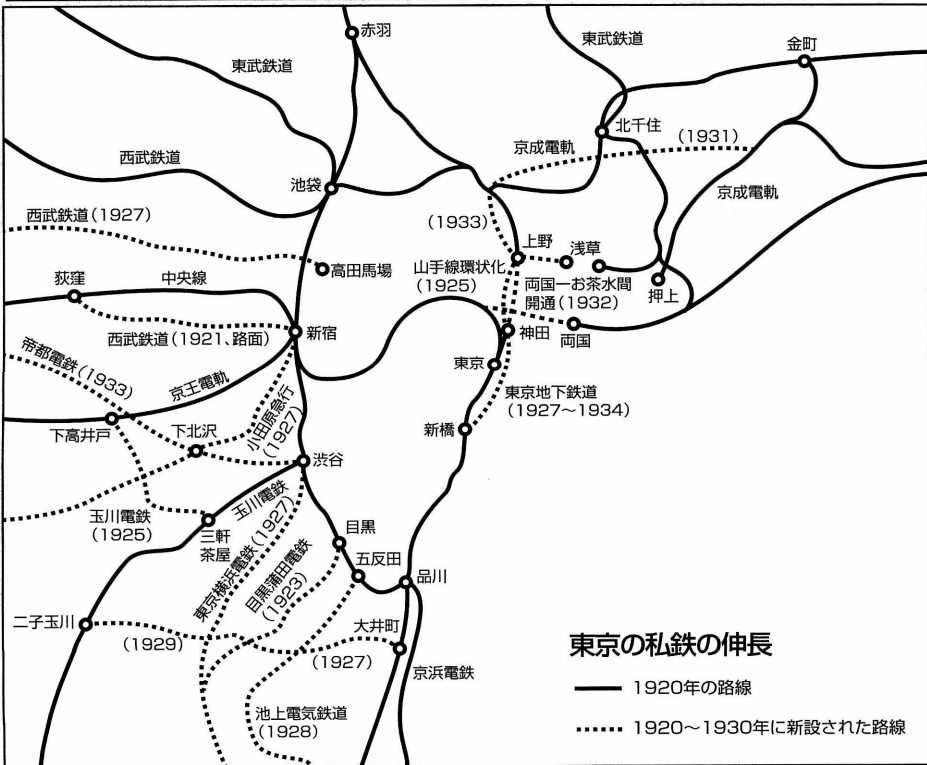 赤羽
東武鉄道
東武鉄道
金町
北千住
京成電軌
(1931)
西武鉄道
池袋
京成電軌
西武鉄道(1927)
(1933)
上野
浅草
高田馬場
山手線環状化
(1925)
両国ーお茶水間
開通(1932)
押上
荻窪
中央線
新宿
西武鉄道(1921、路面)
神田
両国
帝都電鉄(1933)
京王電軌
東京
東京地下鉄道
(1927〜1934)
小田原急行
(1927)
下高井戸
下北沢
新橋
渋谷
玉川電鉄
(1925)
玉川電鉄
三軒
茶屋
東京横浜電鉄(1927)
目黒蒲田電鉄
(1923)
目黒
五反田
品川
二子玉川
(1929)
大井町
(1927)
京浜電鉄
池上電気鉄道
(1928)
東京の私鉄の伸長
1920年の路線
1920〜1930年に新設された路線